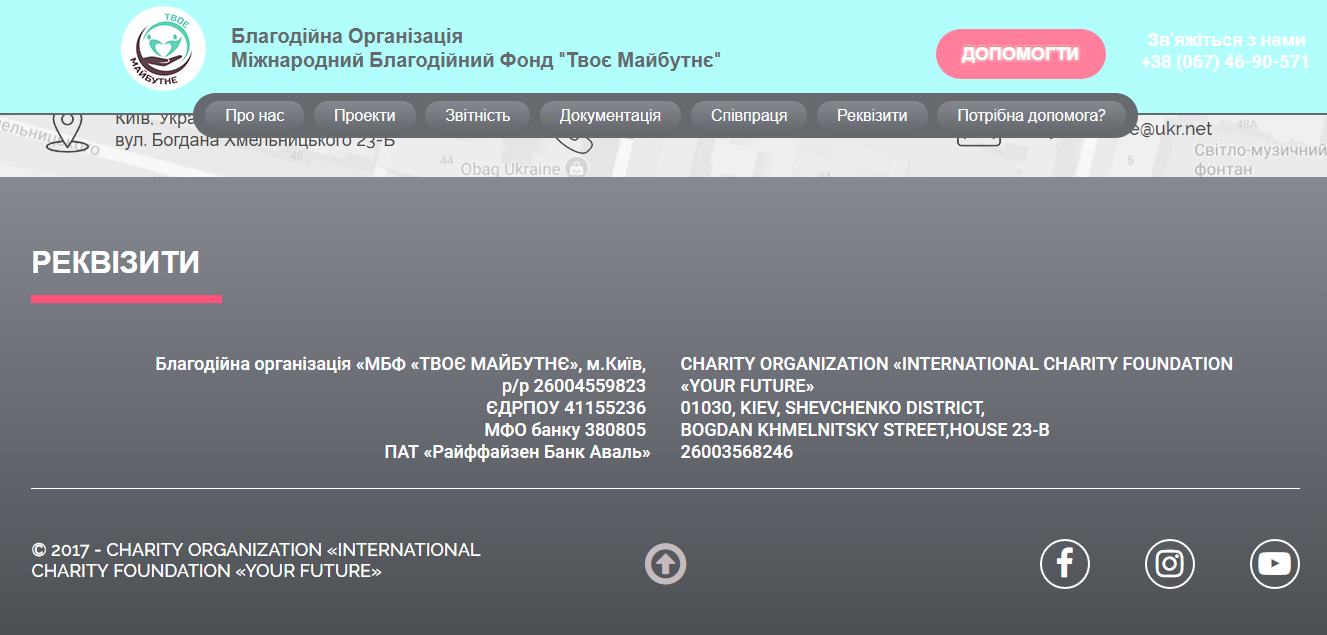 ТВОЄ
МАЙБУТНЄ
Благодійна Організація
Міжнародний Благодійний Фонд "Твоє Майбутнє"
ДОПОМОГТИ
Зв'яжіться з нами
+38 (067) 46-90-571
Про нас
Проекти
Звітність
Документація
Співпраця
Реквізити
Потрібна допомога?
Київ, Укра
вул. Богдана Хмельницького 23-Б
e@ukr.net
48
44
Obag Ukraine
5
48А
Світло-музичний
фонтан
РЕКВІЗИТИ
Благодійна організація «МБФ «ТВОЄ МАЙБУТНЄ», м.Київ,
р/р 26004559823
ЄДРПОУ 41155236
МФО банку 380805
ПАТ «Райффайзен Банк Аваль»
CHARITY ORGANIZATION «INTERNATIONAL CHARITY FOUNDATION
«YOUR FUTURE»
01030, KIEV, SHEVCHENKO DISTRICT,
BOGDAN KHMELNITSKY STREET,HOUSE 23-B
26003568246
© 2017 - CHARITY ORGANIZATION «INTERNATIONAL
CHARITY FOUNDATION «YOUR FUTURE»